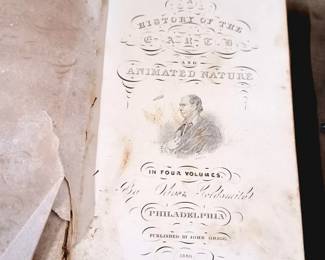 A
HISTORY OF THE
EARTH
AND
ANIMATED NATURE
IN FOUR VOLUMES.
By Oliver Goldsmith
PHILADELPHIA
PUBLISHED BY JOHN GRIGG